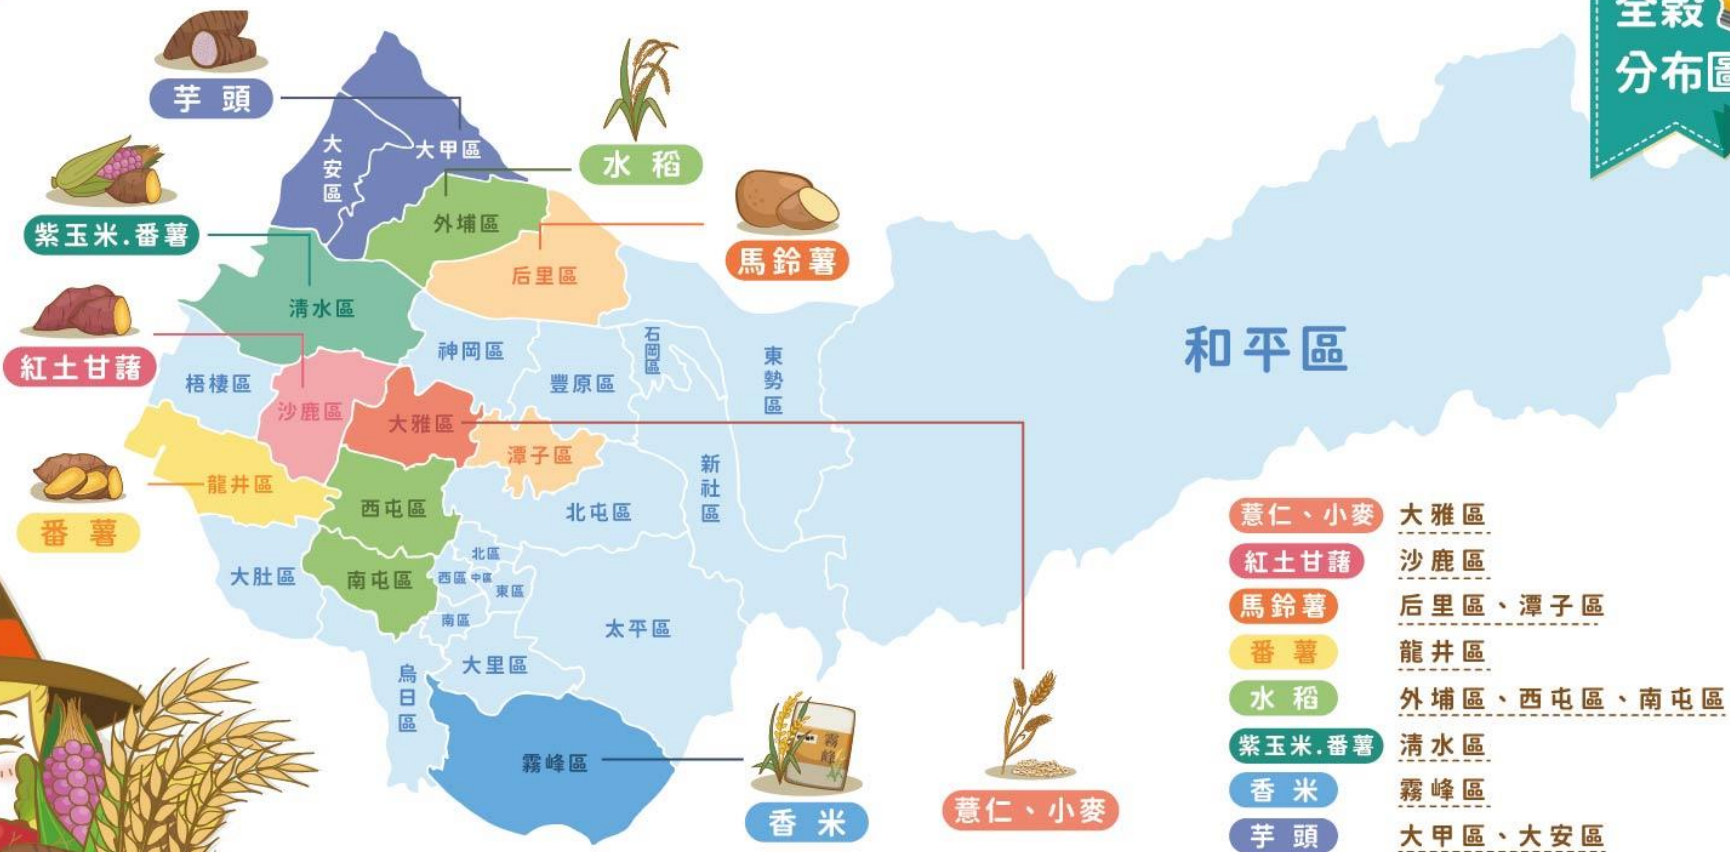 全穀
分布圖
芋頭
水稻
紫玉米.番薯
馬鈴薯
紅土甘藷
番薯
大安區
大甲區
外埔區
后里區
清水區
神岡區
石岡區
東勢區
和平區
梧棲區
豐原區
沙鹿區
大雅區
潭子區
龍井區
新社區
西屯區
北屯區
北區
大肚區
南屯區
西區
中區
東區
南區
太平區
大里區
烏日區
霧峰區
霧峰
香米
薏仁、小麥
薏仁、小麥 大雅區
紅土甘藷 沙鹿區
馬鈴薯 后里區、潭子區
番薯 龍井區
水稻 外埔區、西屯區、南屯區
紫玉米.番薯 清水區
香米 霧峰區
芋頭 大甲區、大安區